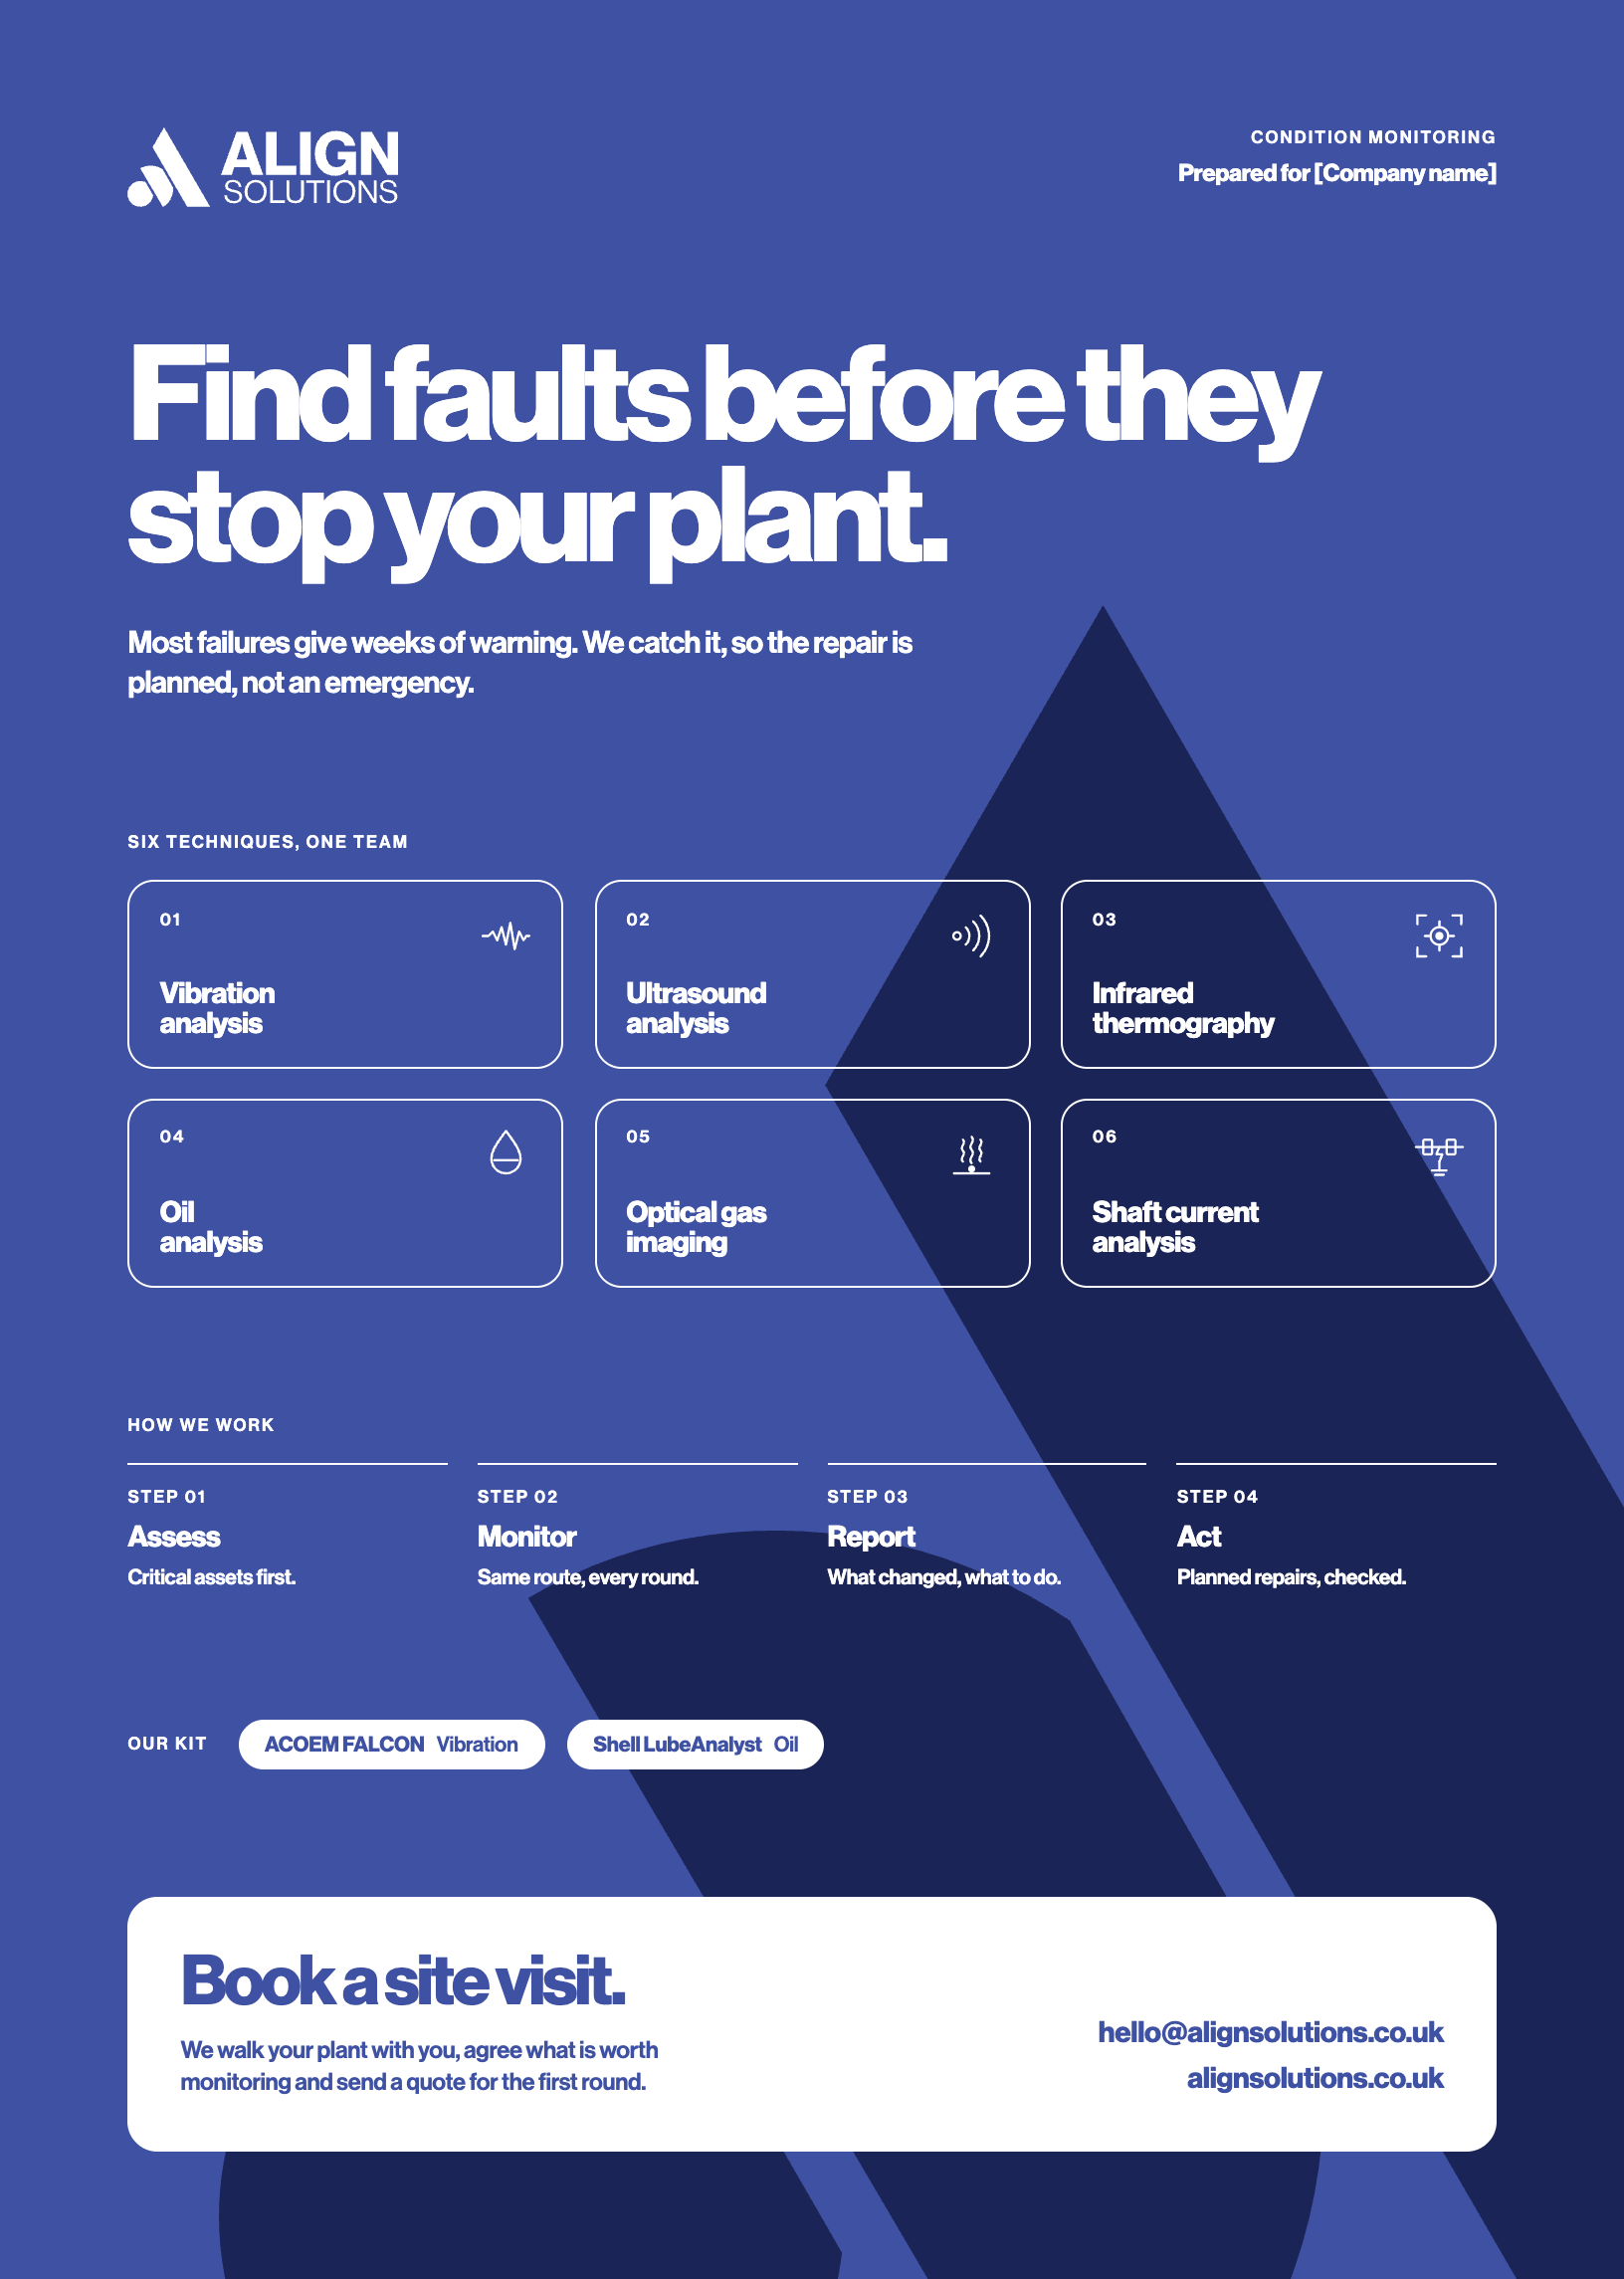 ALIGN
SOLUTIONS
CONDITION MONITORING
Prepared for [Company name]
Find faults before they
stop your plant.
Most failures give weeks of warning. We catch it, so the repair is
planned, not an emergency.
SIX TECHNIQUES, ONE TEAM
01
Vibration
analysis
02
Ultrasound
analysis
03
Infrared
thermography
04
Oil
analysis
05
Optical gas
imaging
06
Shaft current
analysis
HOW WE WORK
STEP 01
Assess
Critical assets first.
STEP 02
Monitor
Same route, every round.
STEP 03
Report
What changed, what to do.
STEP 04
Act
Planned repairs, checked.
OUR KIT
ACOEM FALCON Vibration
Shell LubeAnalyst Oil
Book a site visit.
We walk your plant with you, agree what is worth
monitoring and send a quote for the first round.
hello@alignsolutions.co.uk
alignsolutions.co.uk